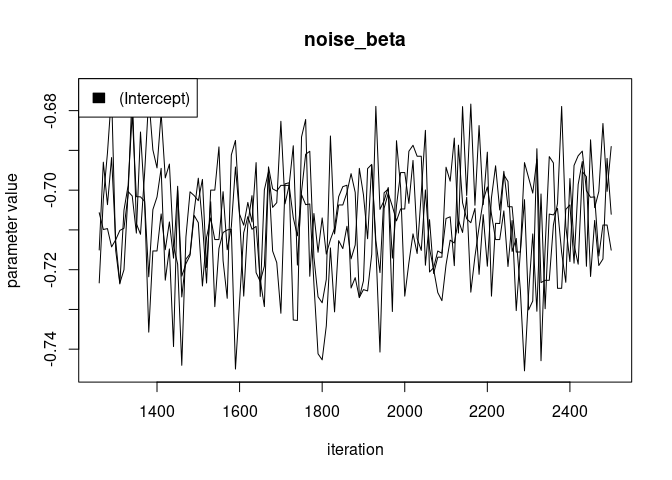 noise_beta
(Intercept)
parameter value
-0.68
-0.70
-0.72
-0.74
1400 1600 1800 2000 2200 2400
iteration